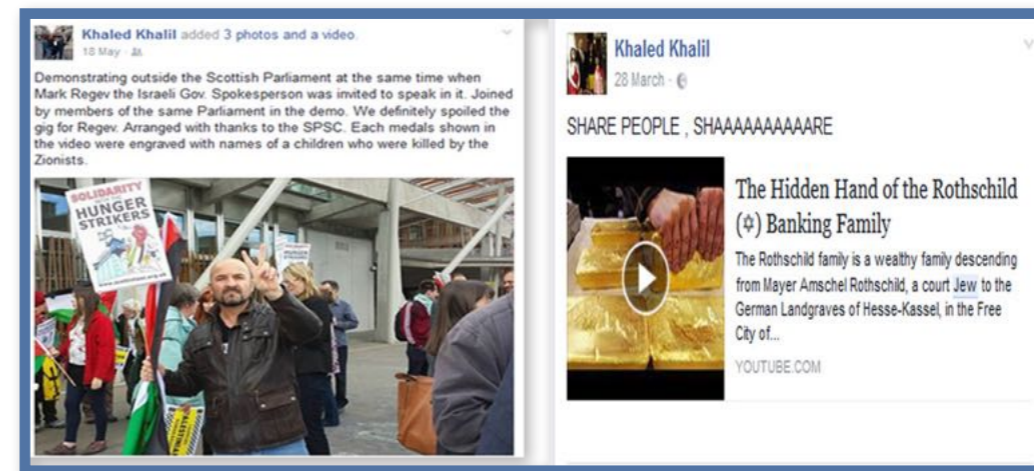 Khaled Khalil added 3 photos and a video.
18 May
Demonstrating outside the Scottish Parliament at the same time when
Mark Regev the Israeli Gov. Spokesperson was invited to speak in it. Joined
by members of the same Parliament in the demo. We definitely spoiled the
gig for Regev. Arranged with thanks to the SPSC. Each medals shown in
the video were engraved with names of a children who were killed by the
Zionists.
SOLIDARITY
HUNGER
STRIKERS
Khaled Khalil
28 March
SHARE PEOPLE , SHAAAAAAAAAARE
The Hidden Hand of the Rothschild
(✡) Banking Family
The Rothschild family is a wealthy family descending
from Mayer Amschel Rothschild, a court Jew to the
German Landgraves of Hesse-Kassel, in the Free
City of...
YOUTUBE.COM